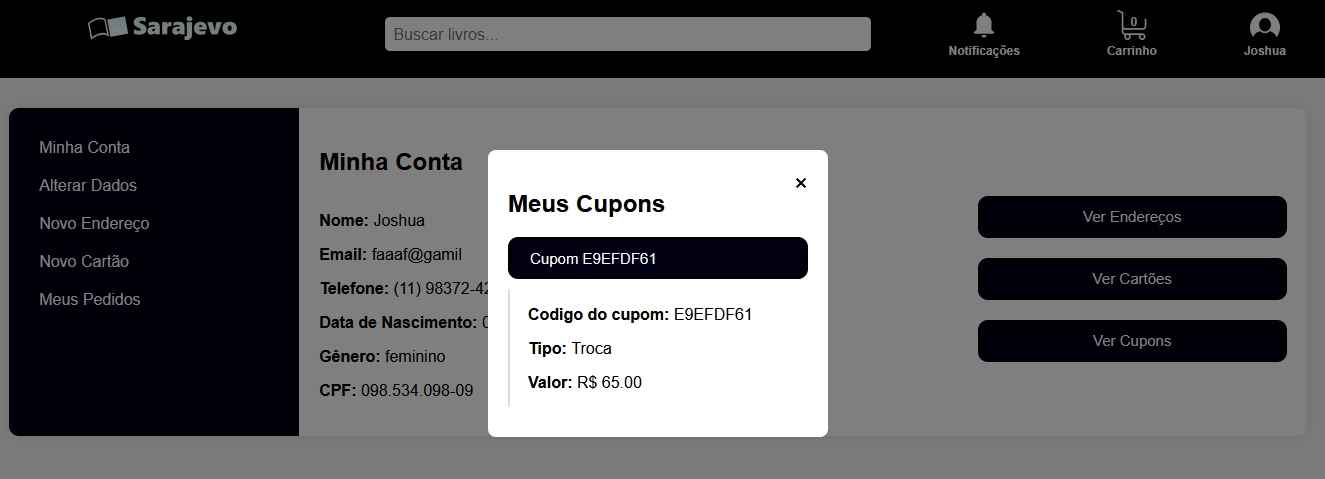 Sarajevo
Buscar livros...
Notificações
0
Carrinho
Joshua
Minha Conta
Alterar Dados
Novo Endereço
Novo Cartão
Meus Pedidos
Minha Conta
Nome: Joshua
Email: faaaf@gamil
Telefone: (11) 98372-42
Data de Nascimento:
Gênero: feminino
CPF: 098.534.098-09
×
Meus Cupons
Cupom E9EFDF61
Codigo do cupom: E9EFDF61
Tipo: Troca
Valor: R$ 65.00
Ver Endereços
Ver Cartões
Ver Cupons